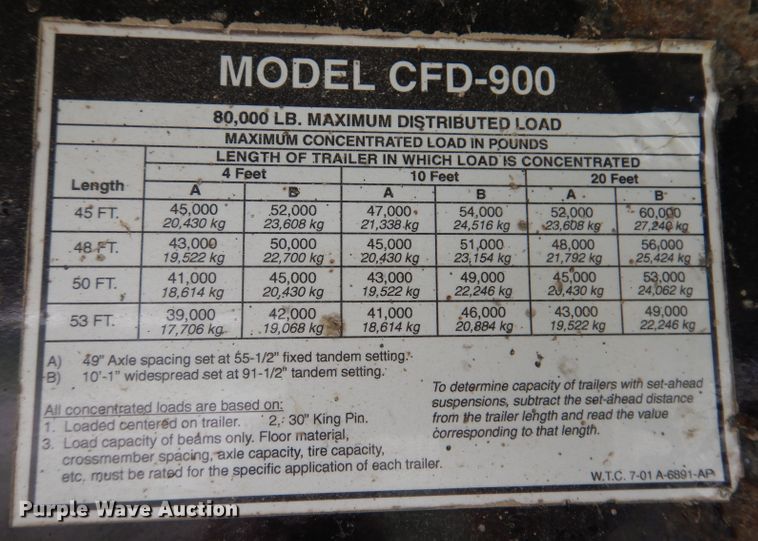 MODEL CFD-900
80,000 LB. MAXIMUM DISTRIBUTED LOAD
MAXIMUM CONCENTRATED LOAD IN POUNDS
LENGTH OF TRAILER IN WHICH LOAD IS CONCENTRATED
Length 4 Feet 10 Feet 20 Feet
A B A B A B
45 FT. 45,000 52,000 47,000 54,000 52,000 60,000
20,430 kg 23,608 kg 21,338 kg 24,516 kg 23,608 kg 27,240 kg
48 FT. 43,000 50,000 45,000 51,000 48,000 56,000
19,522 kg 22,700 kg 20,430 kg 23,154 kg 21,792 kg 25,424 kg
50 FT. 41,000 45,000 43,000 49,000 45,000 53,000
18,614 kg 20,430 kg 19,522 kg 22,246 kg 20,430 kg 24,062 kg
53 FT. 39,000 42,000 41,000 46,000 43,000 49,000
17,706 kg 19,068 kg 18,614 kg 20,884 kg 19,522 kg 22,246 kg
A) 49" Axle spacing set at 55-1/2" fixed tandem setting.
B) 10'-1" widespread set at 91-1/2" tandem setting.
All concentrated loads are based on:
1. Loaded centered on trailer. 2. 30" King Pin.
3. Load capacity of beams only. Floor material,
crossmember spacing, axle capacity, tire capacity,
etc. must be rated for the specific application of each trailer.
To determine capacity of trailers with set-ahead
suspensions, subtract the set-ahead distance
from the trailer length and read the value
corresponding to that length.
W.T.C. 7-01 A-6891-AP
Purple Wave Auction